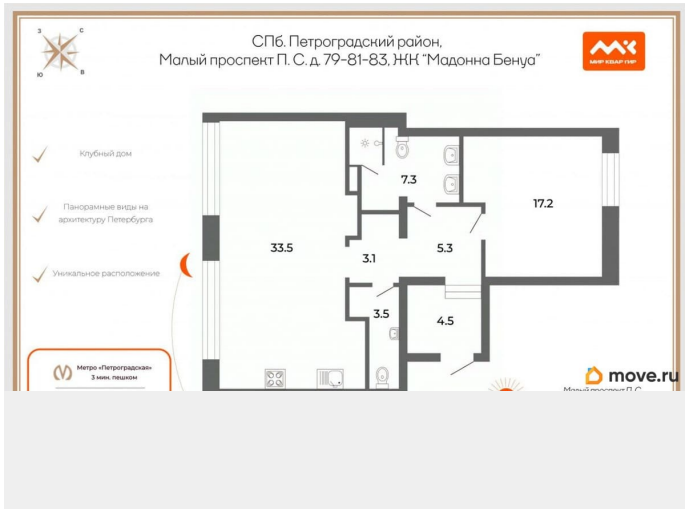 З С
Ю В
СПб. Петроградский район,
Малый проспект П. С. д. 79-81-83, ЖК "Мадонна Бенуа"
МИР КВАРТИР
Клубный дом
Панорамные виды на
архитектуру Петербурга
Уникальное расположение
Метро «Петроградская»
3 мин. пешком
7.3
17.2
33.5
3.1
5.3
3.5
4.5
move.ru
Малый проспект П. С.